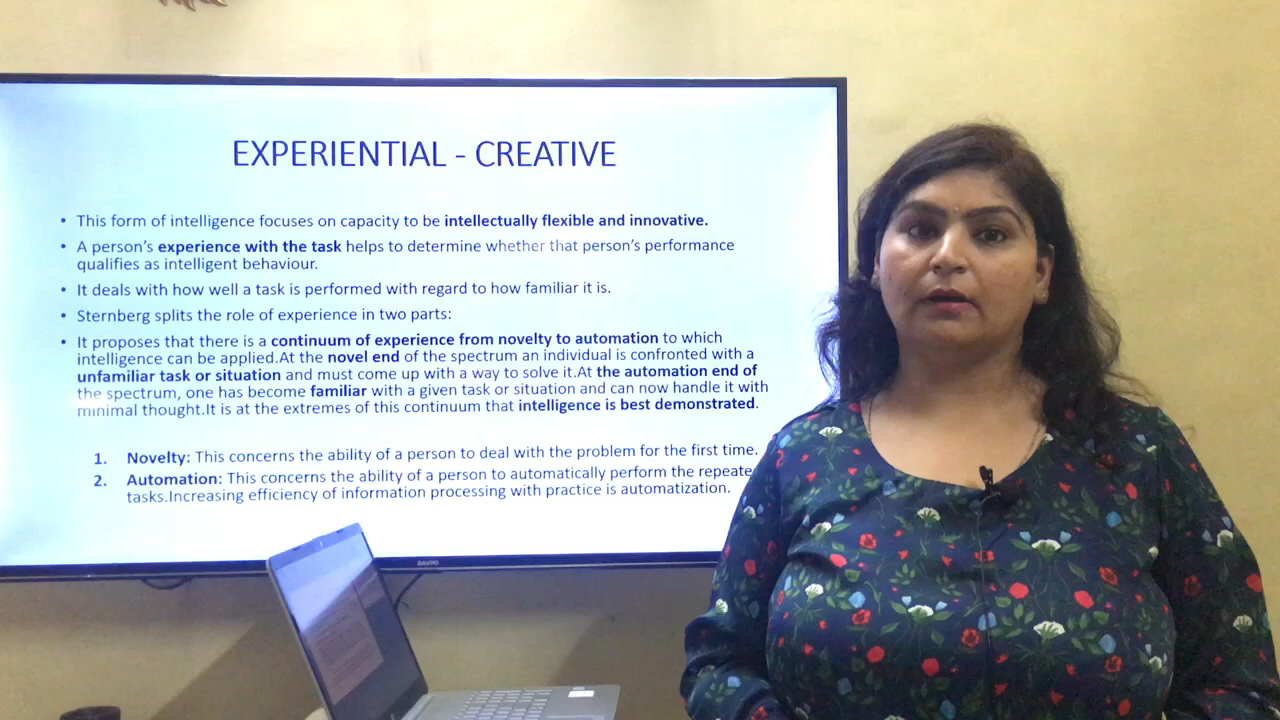 EXPERIENTIAL - CREATIVE
• This form of intelligence focuses on capacity to be intellectually flexible and innovative.
• A person's experience with the task helps to determine whether that person's performance
qualifies as intelligent behaviour.
• It deals with how well a task is performed with regard to how familiar it is.
• Sternberg splits the role of experience in two parts:
• It proposes that there is a continuum of experience from novelty to automation to which
intelligence can be applied.At the novel end of the spectrum an individual is confronted with a
unfamiliar task or situation and must come up with a way to solve it.At the automation end of
the spectrum, one has become familiar with a given task or situation and can now handle it with
minimal thought.It is at the extremes of this continuum that intelligence is best demonstrated.
1. Novelty: This concerns the ability of a person to deal with the problem for the first time.
2. Automation: This concerns the ability of a person to automatically perform the repeate
tasks.Increasing efficiency of information processing with practice is automatization.
SANYO